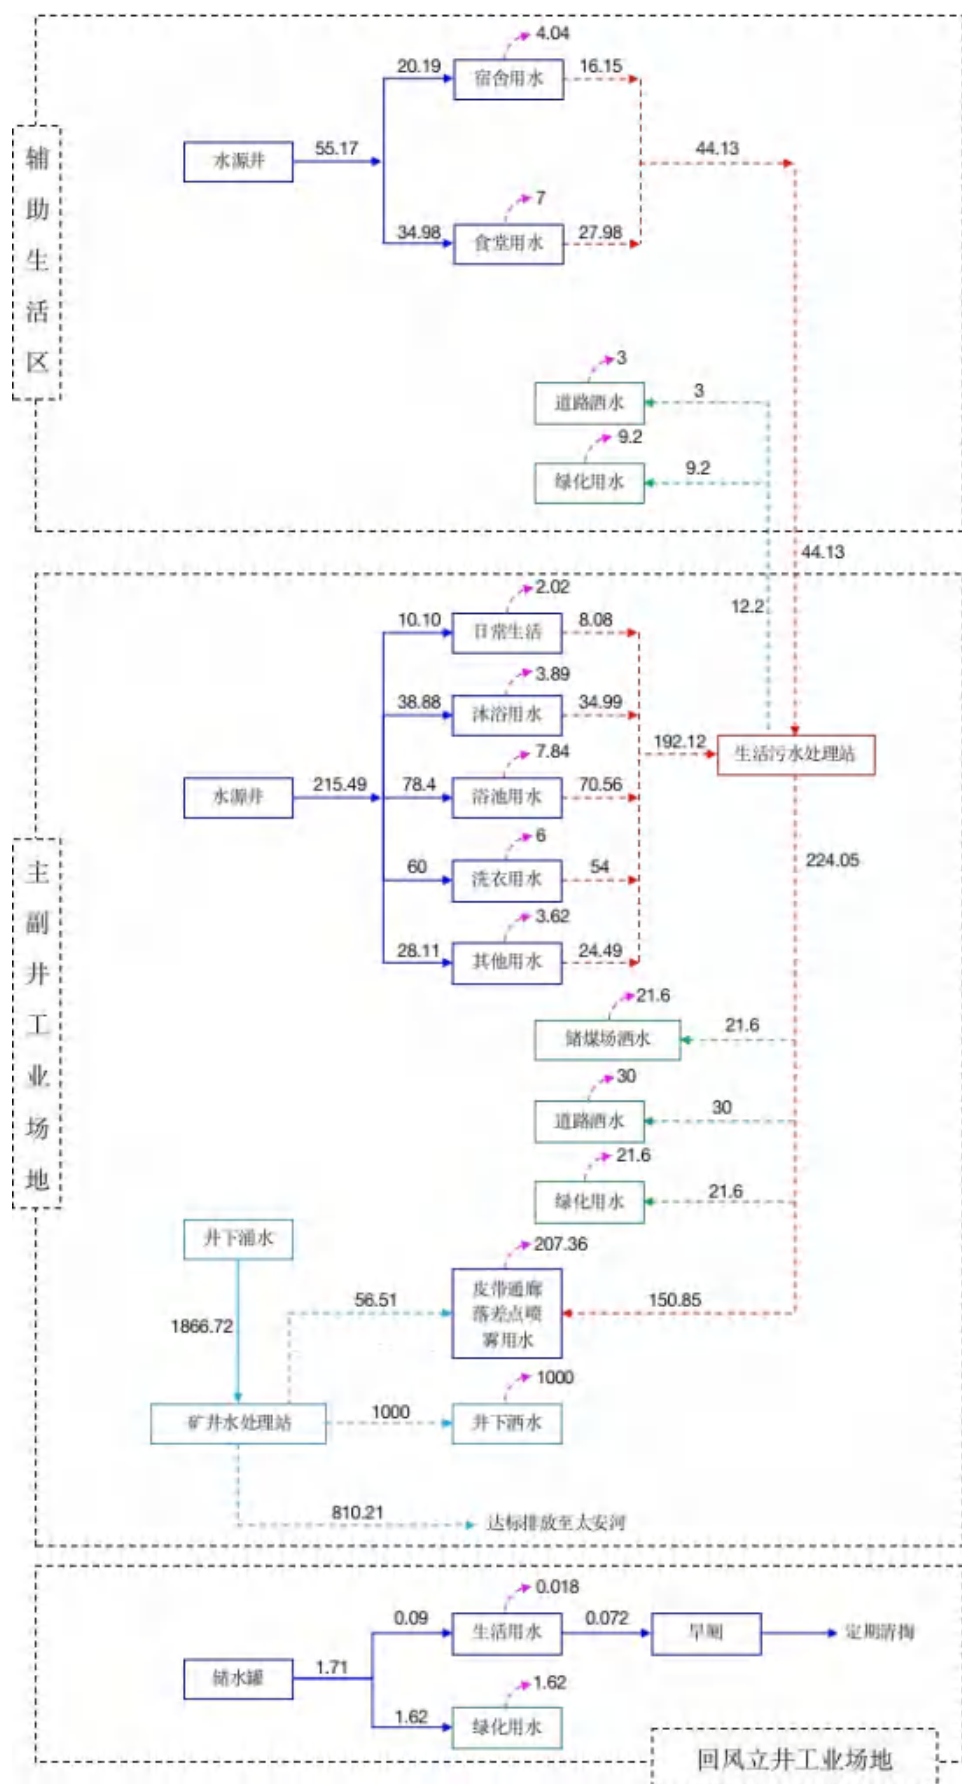 辅助生活区
4.04
20.19
宿舍用水
16.15
水源井
55.17
44.13
7
34.98
食堂用水
27.98
3
道路洒水
3
9.2
绿化用水
9.2
44.13
12.2
主副井工业场地
2.02
10.10
日常生活
8.08
3.89
38.88
沐浴用水
34.99
192.12
生活污水处理站
7.84
水源井
215.49
78.4
浴池用水
70.56
6
60
洗衣用水
54
224.05
3.62
28.11
其他用水
24.49
21.6
储煤场洒水
21.6
30
道路洒水
30
21.6
绿化用水
21.6
井下涌水
207.36
56.51
皮带通廊
落差点喷
雾用水
150.85
1866.72
1000
矿井水处理站
1000
井下洒水
810.21
达标排放至太安河
0.018
0.09
生活用水
0.072
旱厕
定期清掏
储水罐
1.71
1.62
1.62
绿化用水
回风立井工业场地